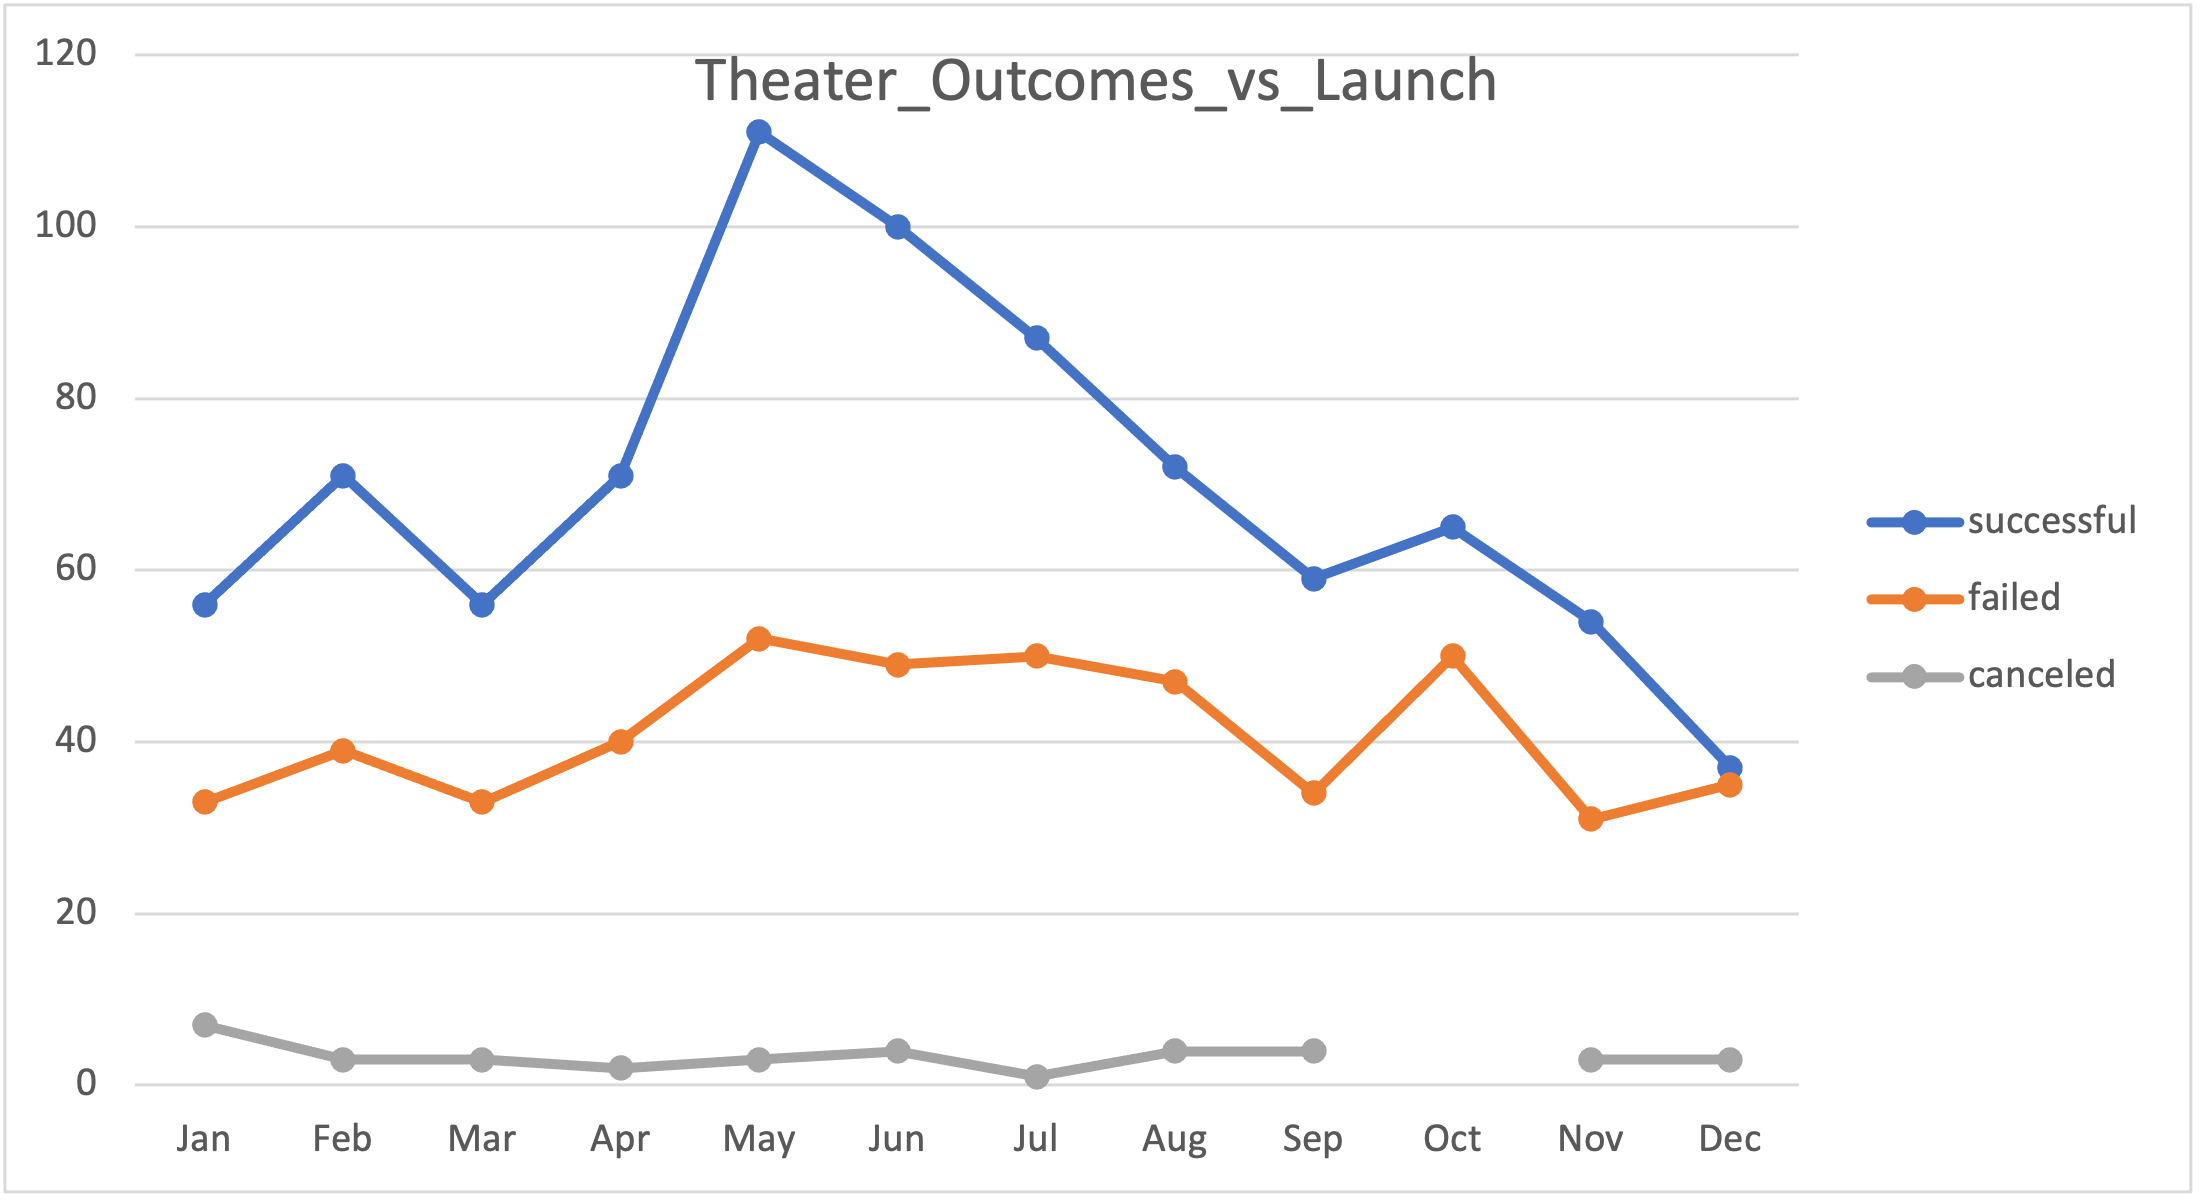 Theater_Outcomes_vs_Launch
120
100
80
60
40
20
0
Jan Feb Mar Apr May Jun Jul Aug Sep Oct Nov Dec
successful
failed
canceled